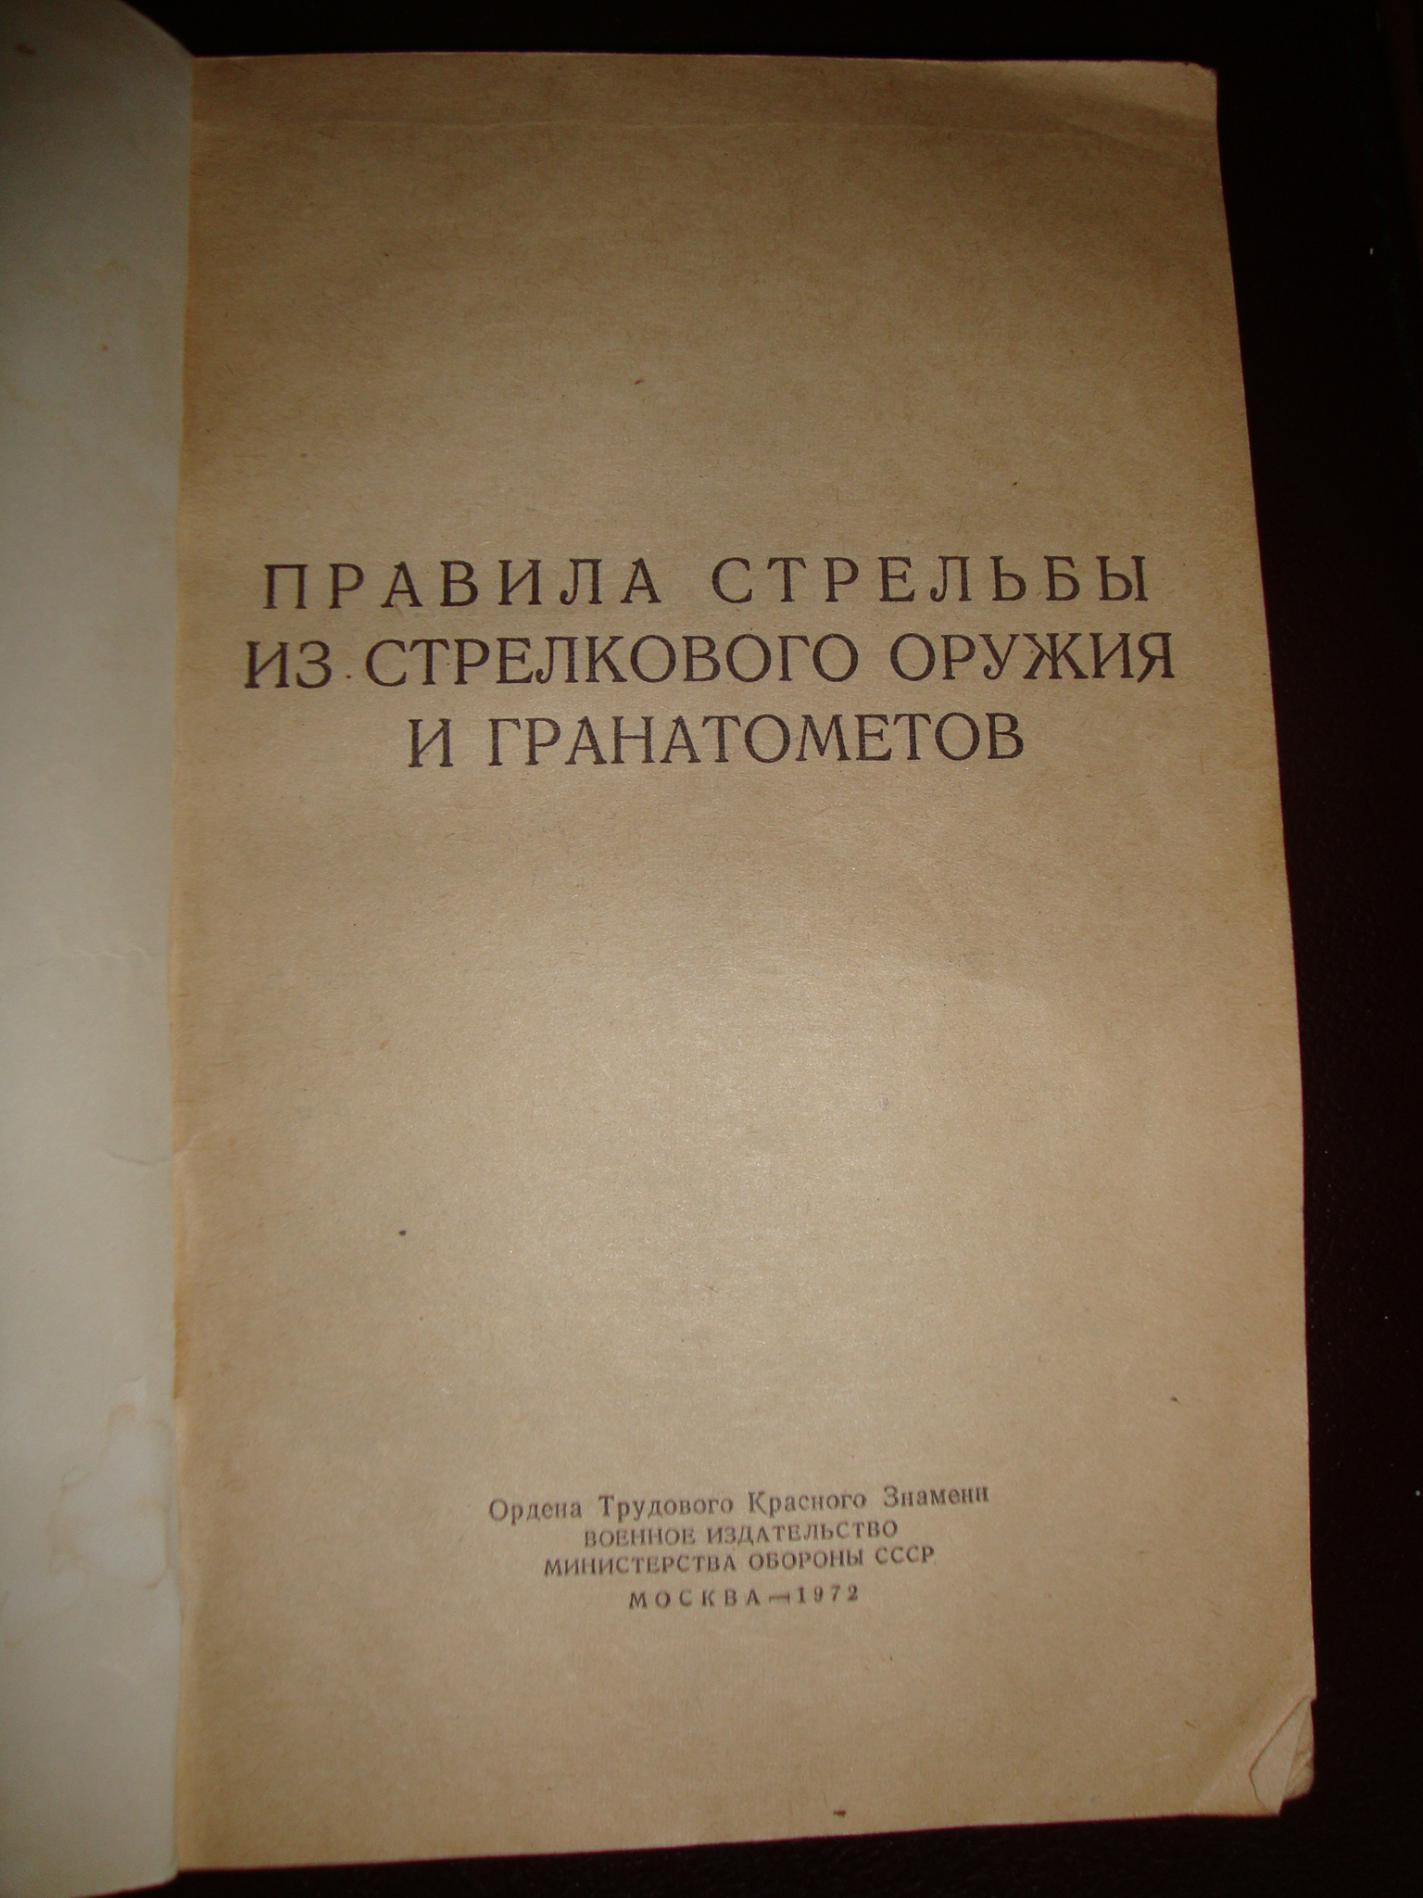 ПРАВИЛА СТРЕЛЬБЫ
ИЗ СТРЕЛКОВОГО ОРУЖИЯ
И ГРАНАТОМЕТОВ
Ордена Трудового Красного Знамени
ВОЕННОЕ ИЗДАТЕЛЬСТВО
МИНИСТЕРСТВА ОБОРОНЫ СССР
МОСКВА—1972